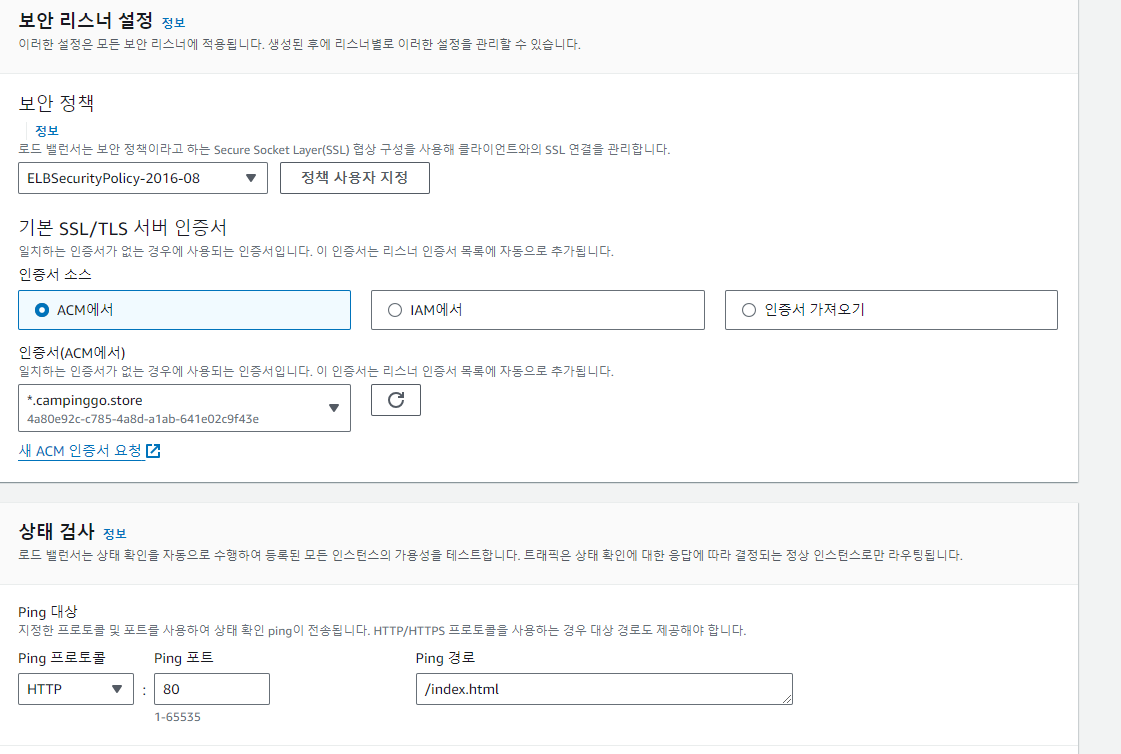 보안 리스너 설정 정보
이러한 설정은 모든 보안 리스너에 적용됩니다. 생성된 후에 리스너별로 이러한 설정을 관리할 수 있습니다.
보안 정책
정보
로드 밸런서는 보안 정책이라고 하는 Secure Socket Layer(SSL) 협상 구성을 사용해 클라이언트와의 SSL 연결을 관리합니다.
ELBSecurityPolicy-2016-08 정책 사용자 지정
기본 SSL/TLS 서버 인증서
일치하는 인증서가 없는 경우에 사용되는 인증서입니다. 이 인증서는 리스너 인증서 목록에 자동으로 추가됩니다.
인증서 소스
ACM에서 IAM에서 인증서 가져오기
인증서(ACM에서)
일치하는 인증서가 없는 경우에 사용되는 인증서입니다. 이 인증서는 리스너 인증서 목록에 자동으로 추가됩니다.
*.campinggo.store
4a80e92c-c785-4a8d-a1ab-641e02c9f43e
새 ACM 인증서 요청
상태 검사 정보
로드 밸런서는 상태 확인을 자동으로 수행하여 등록된 모든 인스턴스의 가용성을 테스트합니다. 트래픽은 상태 확인에 대한 응답에 따라 결정되는 정상 인스턴스로만 라우팅됩니다.
Ping 대상
지정한 프로토콜 및 포트를 사용하여 상태 확인 ping이 전송됩니다. HTTP/HTTPS 프로토콜을 사용하는 경우 대상 경로도 제공해야 합니다.
Ping 프로토콜 Ping 포트 Ping 경로
HTTP : 80 /index.html
1-65535